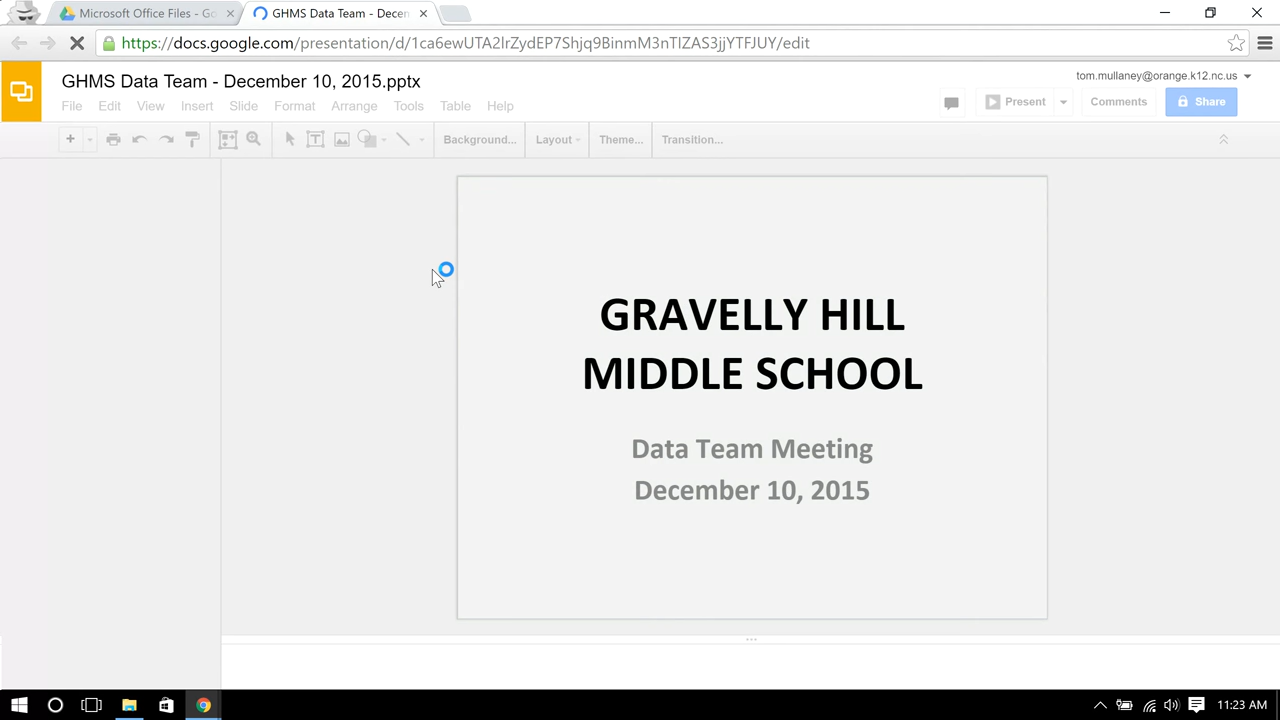 Microsoft Office Files - Go
GHMS Data Team - Decen
https://docs.google.com/presentation/d/1ca6ewUTA2lrZydEP7Shjq9BinmM3nTlZAS3jjYTFJUY/edit
GHMS Data Team - December 10, 2015.pptx
tom.mullaney@orange.k12.nc.us
File Edit View Insert Slide Format Arrange Tools Table Help
Present Comments Share
Background... Layout Theme... Transition...
GRAVELLY HILL
MIDDLE SCHOOL
Data Team Meeting
December 10, 2015
11:23 AM